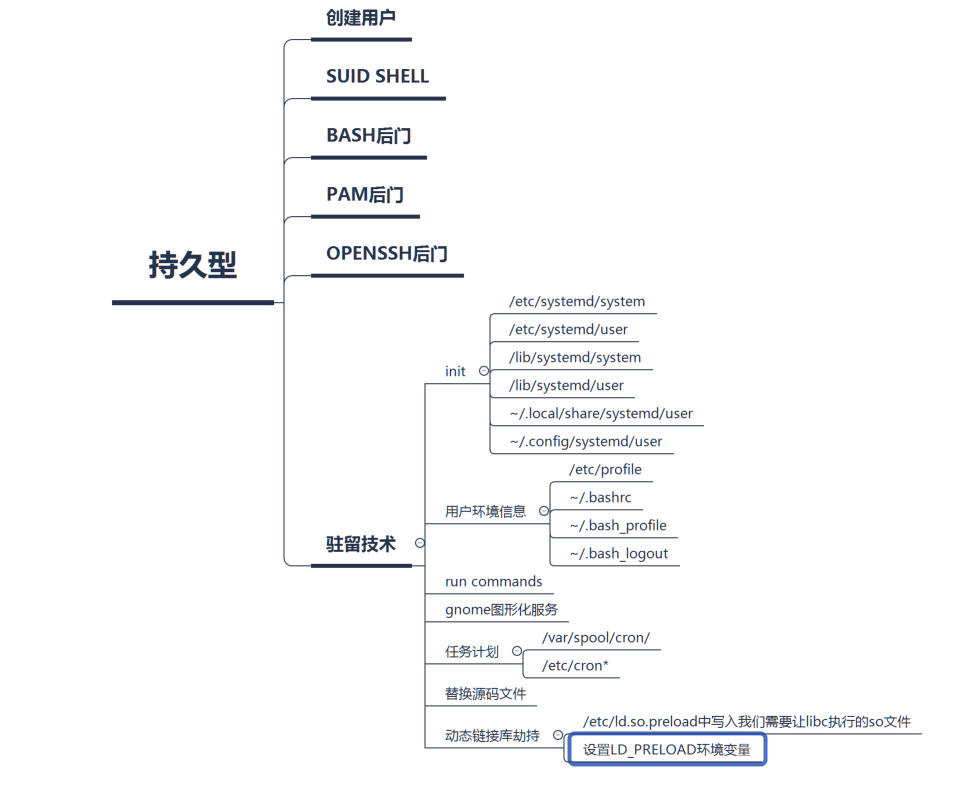 创建用户
SUID SHELL
BASH后门
PAM后门
OPENSSH后门
持久型
驻留技术
init
/etc/systemd/system
/etc/systemd/user
/lib/systemd/system
/lib/systemd/user
~/.local/share/systemd/user
~/.config/systemd/user
用户环境信息
/etc/profile
~/.bashrc
~/.bash_profile
~/.bash_logout
run commands
gnome图形化服务
任务计划
/var/spool/cron/
/etc/cron*
替换源码文件
动态链接库劫持
/etc/ld.so.preload中写入我们需要让libc执行的so文件
设置LD_PRELOAD环境变量